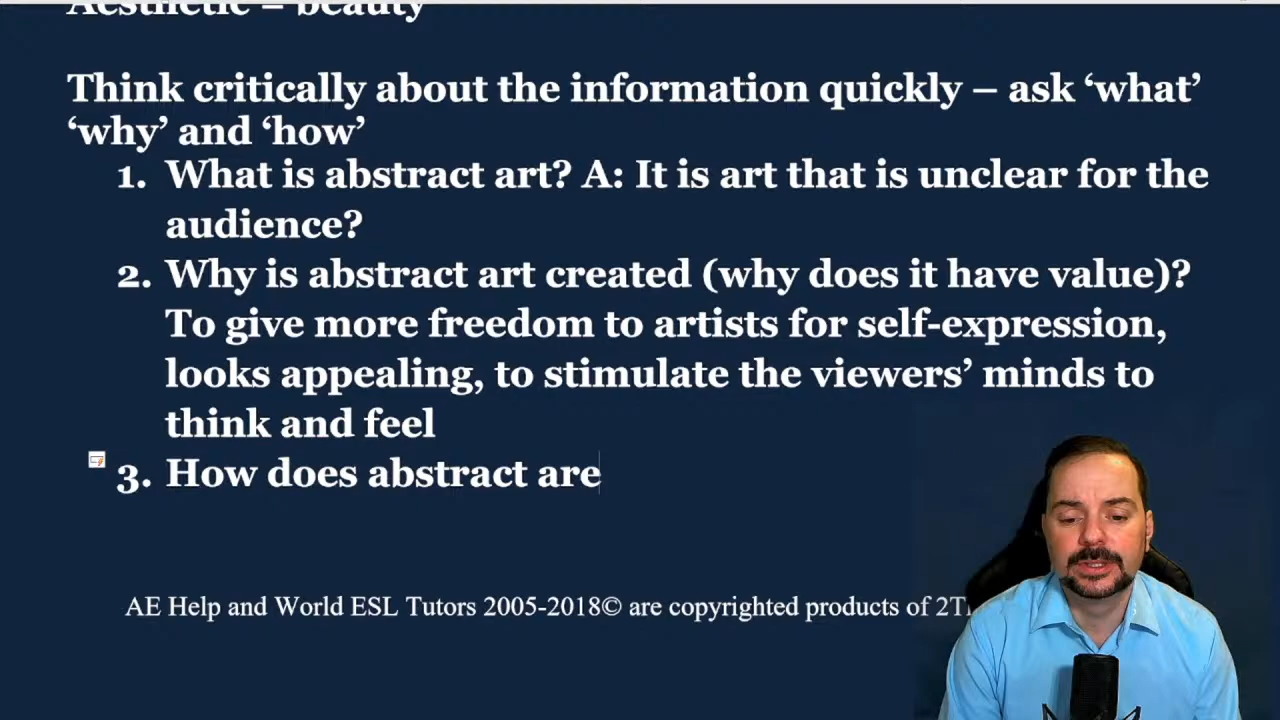 Aesthetic = beauty
Think critically about the information quickly – ask ‘what’
‘why’ and ‘how’
1. What is abstract art? A: It is art that is unclear for the
audience?
2. Why is abstract art created (why does it have value)?
To give more freedom to artists for self-expression,
looks appealing, to stimulate the viewers’ minds to
think and feel
3. How does abstract are
AE Help and World ESL Tutors 2005-2018© are copyrighted products of